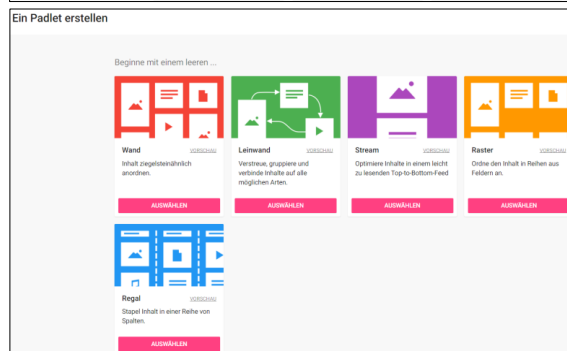 Ein Padlet erstellen
Beginne mit einem leeren ...
Wand VORSCHAU
Inhalt ziegelsteinähnlich
anordnen.
AUSWÄHLEN
Leinwand VORSCHAU
Verstreue, gruppiere und
verbinde Inhalte auf alle
möglichen Arten.
AUSWÄHLEN
Stream VORSCHAU
Optimiere Inhalte in einem leicht
zu lesenden Top-to-Bottom-Feed
AUSWÄHLEN
Raster VORSCHAU
Ordne den Inhalt in Reihen aus
Feldern an.
AUSWÄHLEN
Regal VORSCHAU
Stapel Inhalt in einer Reihe von
Spalten.
AUSWÄHLEN